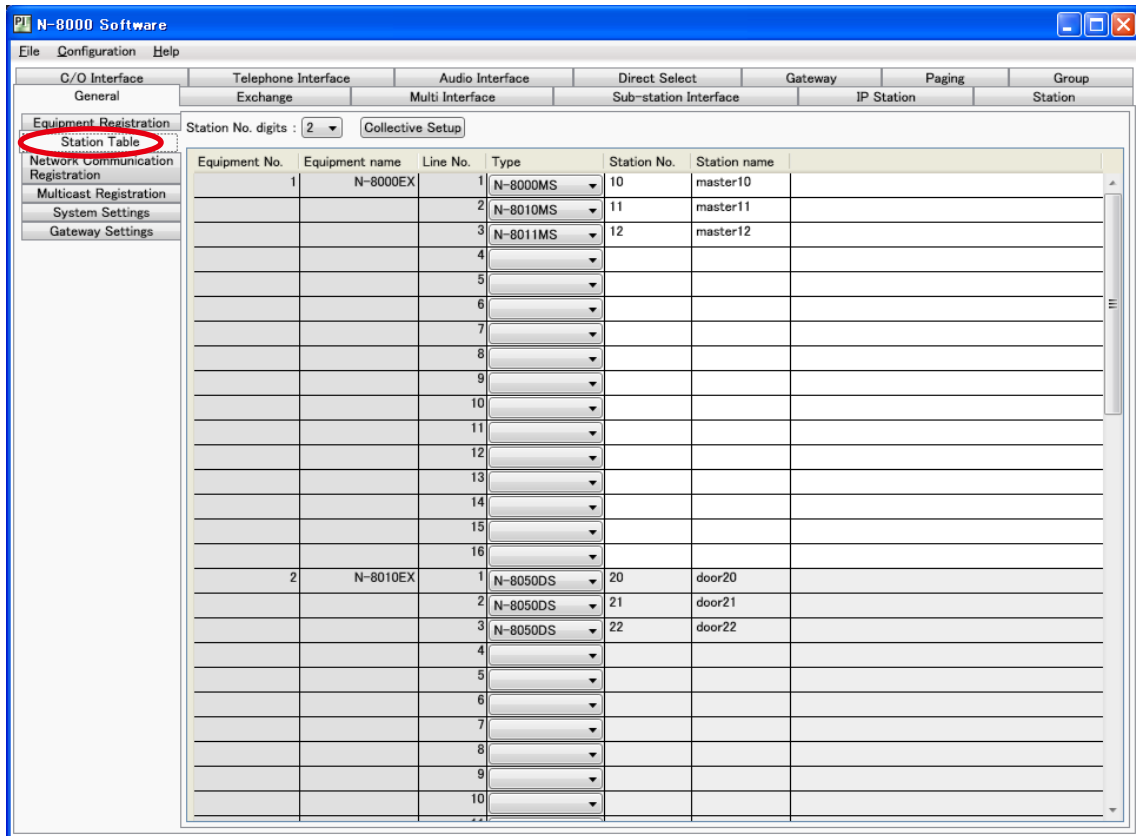 N-8000 Software
File Configuration Help
C/O Interface Telephone Interface Audio Interface Direct Select Gateway Paging Group
General Exchange Multi Interface Sub-station Interface IP Station Station
Equipment Registration
Station Table
Network Communication
Registration
Multicast Registration
System Settings
Gateway Settings
Station No. digits : 2 Collective Setup
Equipment No. Equipment name Line No. Type Station No. Station name
1 N-8000EX 1 N-8000MS 10 master10
2 N-8010MS 11 master11
3 N-8011MS 12 master12
4
5
6
7
8
9
10
11
12
13
14
15
16
2 N-8010EX 1 N-8050DS 20 door20
2 N-8050DS 21 door21
3 N-8050DS 22 door22
4
5
6
7
8
9
10